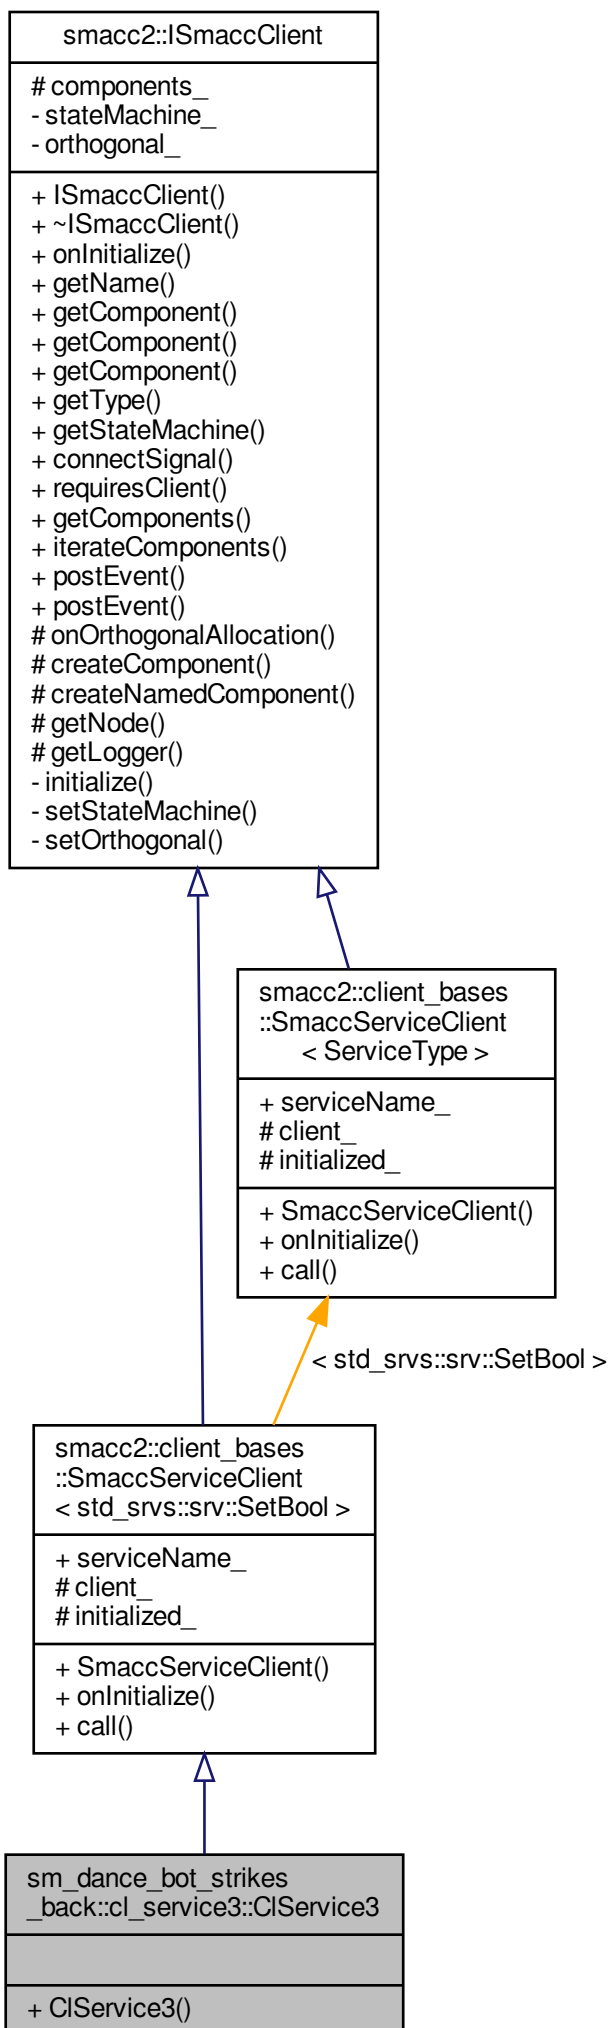 smacc2::ISmaccClient
# components_
- stateMachine_
- orthogonal_
+ ISmaccClient()
+ ~ISmaccClient()
+ onInitialize()
+ getName()
+ getComponent()
+ getComponent()
+ getComponent()
+ getType()
+ getStateMachine()
+ connectSignal()
+ requiresClient()
+ getComponents()
+ iterateComponents()
+ postEvent()
+ postEvent()
# onOrthogonalAllocation()
# createComponent()
# createNamedComponent()
# getNode()
# getLogger()
- initialize()
- setStateMachine()
- setOrthogonal()
smacc2::client_bases
::SmaccServiceClient
< ServiceType >
+ serviceName_
# client_
# initialized_
+ SmaccServiceClient()
+ onInitialize()
+ call()
< std_srvs::srv::SetBool >
smacc2::client_bases
::SmaccServiceClient
< std_srvs::srv::SetBool >
+ serviceName_
# client_
# initialized_
+ SmaccServiceClient()
+ onInitialize()
+ call()
sm_dance_bot_strikes
_back::cl_service3::ClService3
+ ClService3()